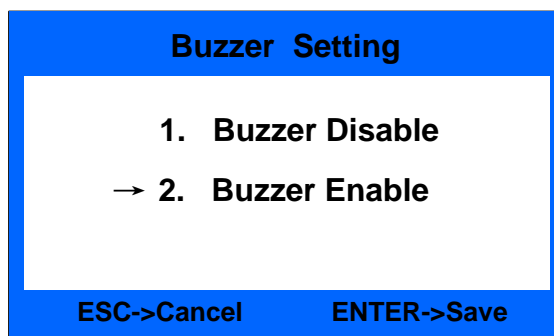 Buzzer Setting
1. Buzzer Disable
→ 2. Buzzer Enable
ESC->Cancel ENTER->Save